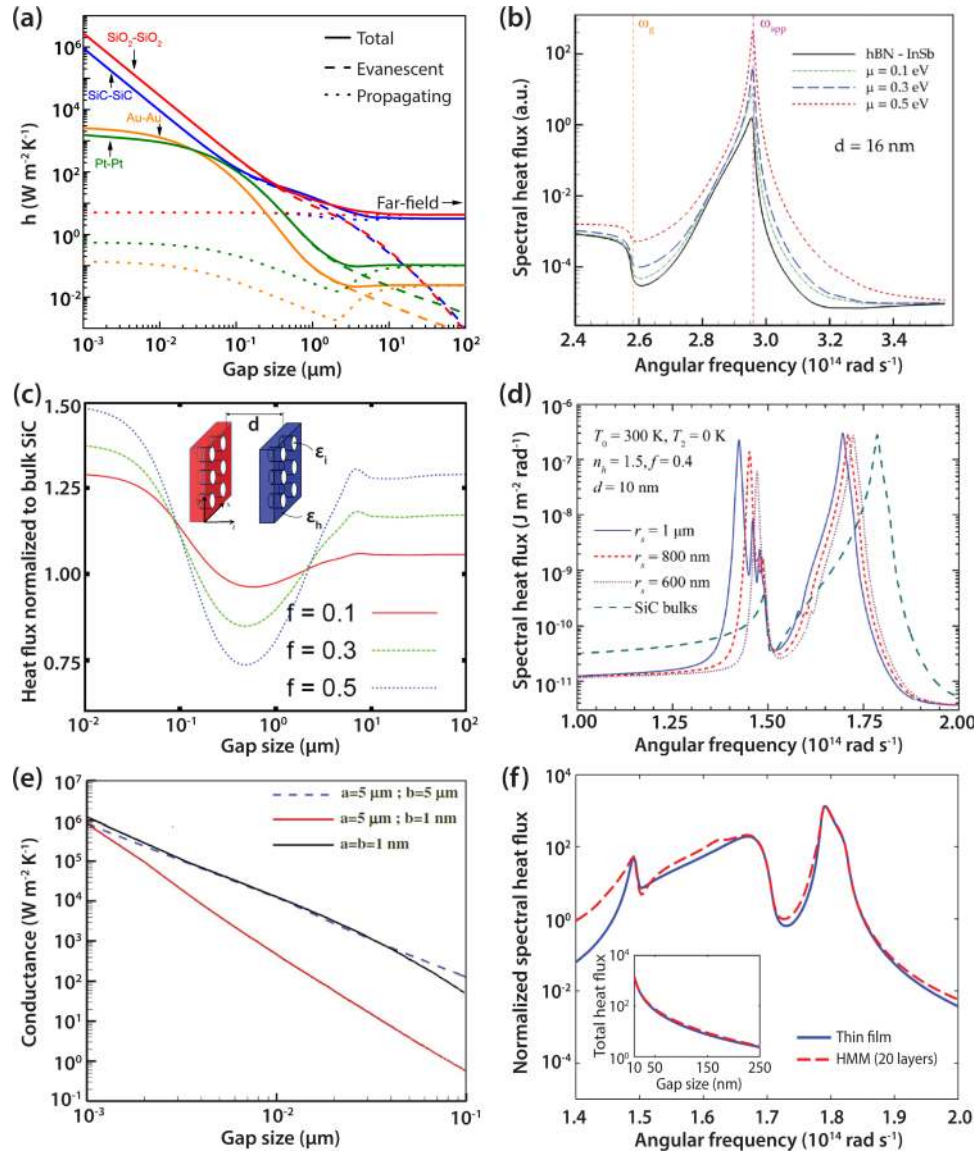 (a)
h (W m⁻² K⁻¹)
10⁶
10⁴
10²
10⁰
10⁻²
SiO₂-SiO₂
SiC-SiC
Au-Au
Pt-Pt
Total
Evanescent
Propagating
Far-field
10⁻³ 10⁻² 10⁻¹ 10⁰ 10¹ 10²
Gap size (μm)
(b)
Spectral heat flux (a.u.)
10²
10⁰
10⁻²
10⁻⁴
ω_g
ω_spp
hBN - InSb
μ = 0.1 eV
μ = 0.3 eV
μ = 0.5 eV
d = 16 nm
2.4 2.6 2.8 3.0 3.2 3.4
Angular frequency (10¹⁴ rad s⁻¹)
(c)
Heat flux normalized to bulk SiC
1.50
1.25
1.00
0.75
d
ε_i
ε_h
f = 0.1
f = 0.3
f = 0.5
10⁻² 10⁻¹ 10⁰ 10¹ 10²
Gap size (μm)
(d)
Spectral heat flux (J m⁻² rad⁻¹)
10⁻⁶
10⁻⁷
10⁻⁸
10⁻⁹
10⁻¹⁰
10⁻¹¹
T₀ = 300 K, T₂ = 0 K
n_h = 1.5, f = 0.4
d = 10 nm
r_s = 1 μm
r_s = 800 nm
r_s = 600 nm
SiC bulks
1.00 1.25 1.50 1.75 2.00
Angular frequency (10¹⁴ rad s⁻¹)
(e)
Conductance (W m⁻² K⁻¹)
10⁷
10⁶
10⁵
10⁴
10³
10²
10¹
10⁰
10⁻¹
a=5 μm ; b=5 μm
a=5 μm ; b=1 nm
a=b=1 nm
10⁻³ 10⁻² 10⁻¹
Gap size (μm)
(f)
Normalized spectral heat flux
10⁴
10²
10⁰
10⁻²
10⁻⁴
Total heat flux
10⁴
10²
10⁰
10 50 150 250
Gap size (nm)
Thin film
HMM (20 layers)
1.4 1.5 1.6 1.7 1.8 1.9 2.0
Angular frequency (10¹⁴ rad s⁻¹)